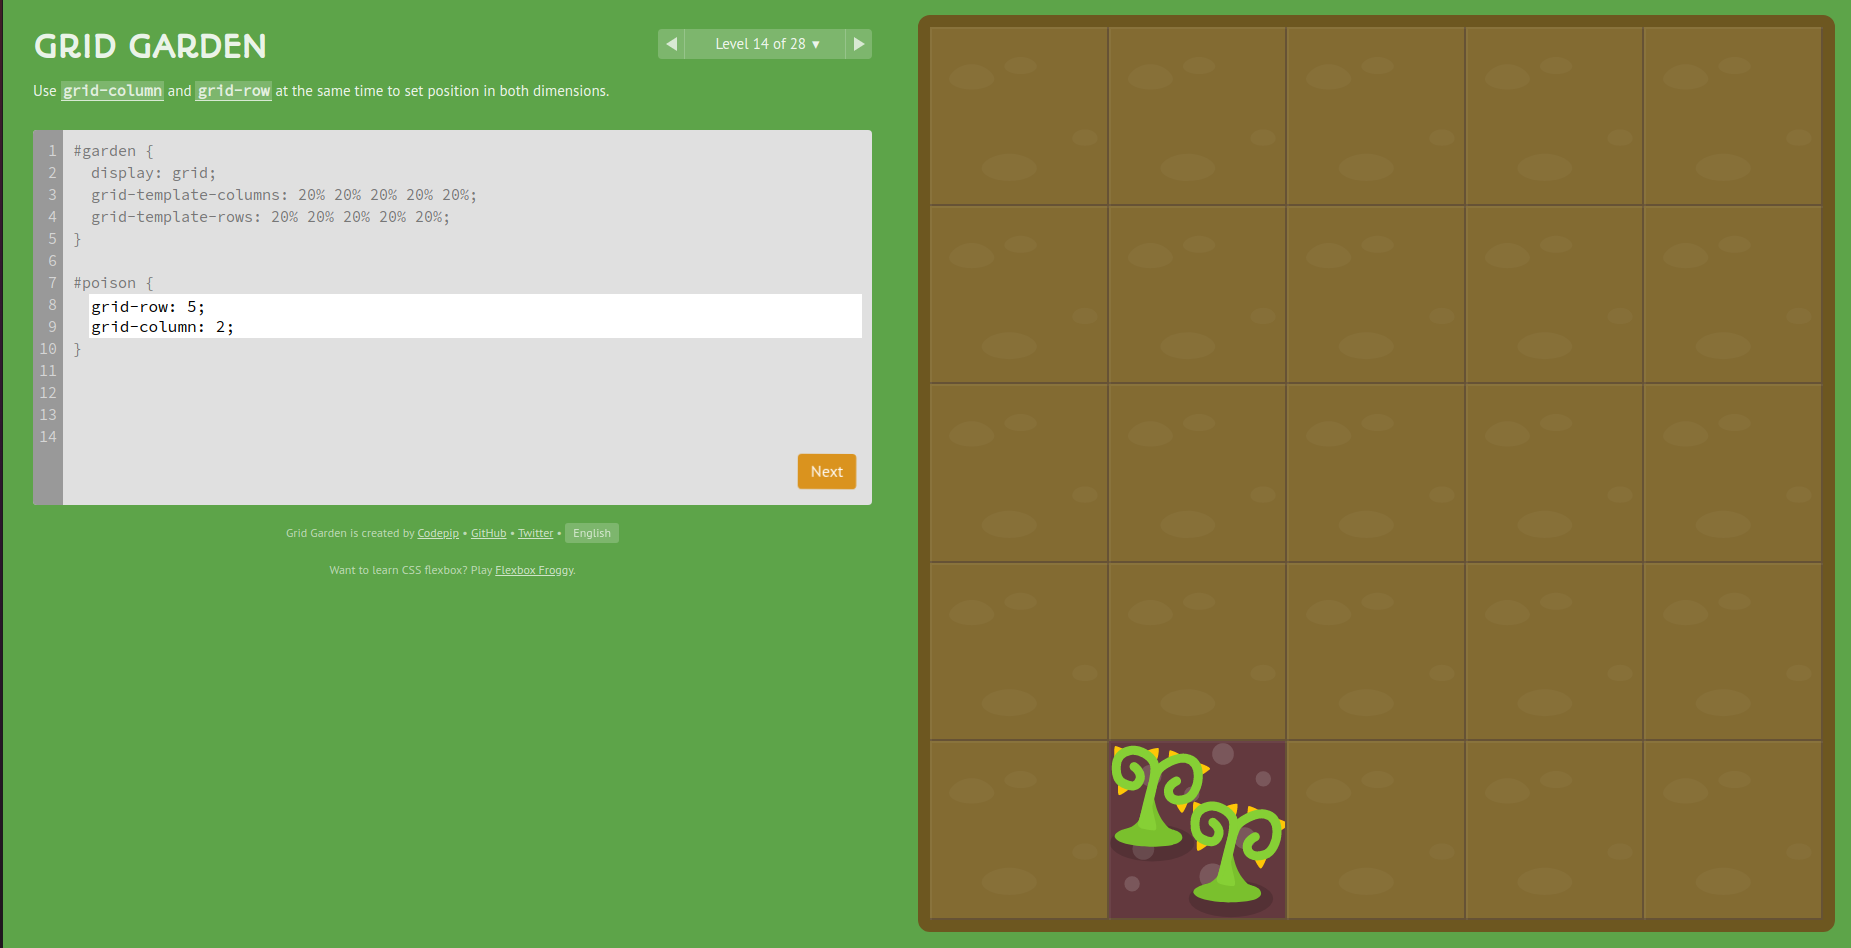 GRID GARDEN
◀ Level 14 of 28 ▾ ▶
Use grid-column and grid-row at the same time to set position in both dimensions.
1 #garden {
2   display: grid;
3   grid-template-columns: 20% 20% 20% 20% 20%;
4   grid-template-rows: 20% 20% 20% 20% 20%;
5 }
6
7 #poison {
8   grid-row: 5;
9   grid-column: 2;
10 }
11
12
13
14
Next
Grid Garden is created by Codepip • GitHub • Twitter • English
Want to learn CSS flexbox? Play Flexbox Froggy.